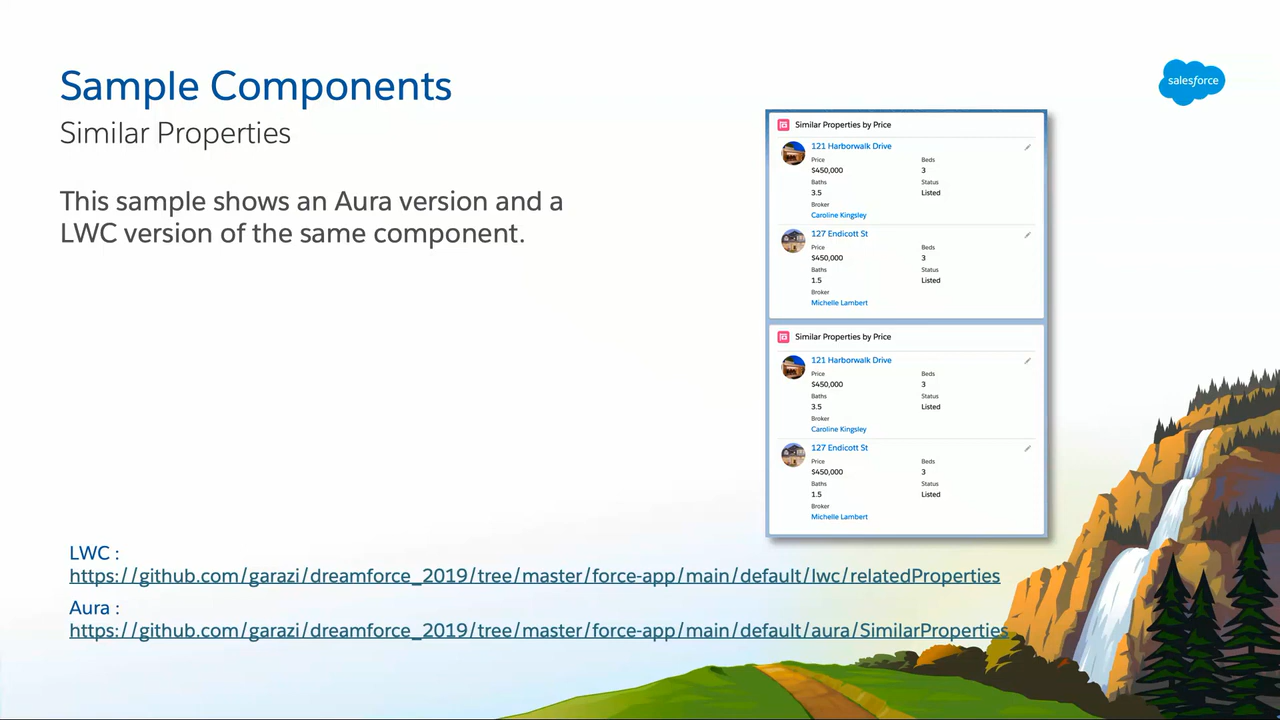 Sample Components
salesforce
Similar Properties
This sample shows an Aura version and a
LWC version of the same component.
Similar Properties by Price
121 Harborwalk Drive
Price Beds
$450,000 3
Baths Status
3.5 Listed
Broker
Caroline Kingsley
127 Endicott St
Price Beds
$450,000 3
Baths Status
1.5 Listed
Broker
Michelle Lambert
Similar Properties by Price
121 Harborwalk Drive
Price Beds
$450,000 3
Baths Status
3.5 Listed
Broker
Caroline Kingsley
127 Endicott St
Price Beds
$450,000 3
Baths Status
1.5 Listed
Broker
Michelle Lambert
LWC :
https://github.com/garazi/dreamforce_2019/tree/master/force-app/main/default/lwc/relatedProperties
Aura :
https://github.com/garazi/dreamforce_2019/tree/master/force-app/main/default/aura/SimilarProperties